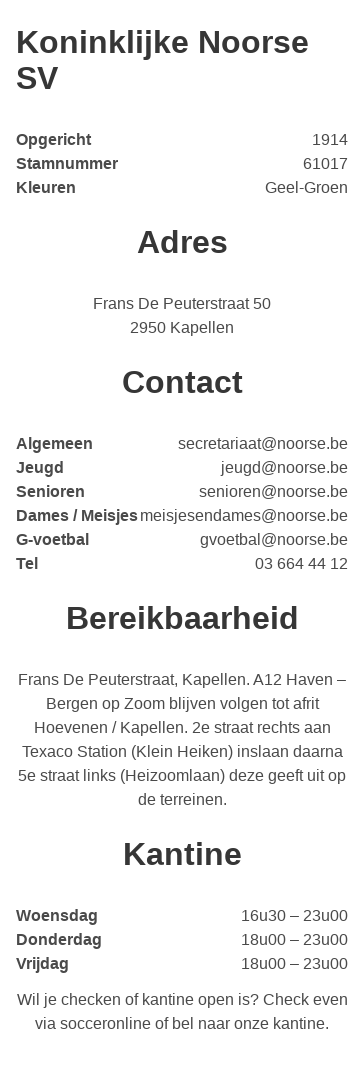 Koninklijke Noorse
SV
Opgericht 1914
Stamnummer 61017
Kleuren Geel-Groen
Adres
Frans De Peuterstraat 50
2950 Kapellen
Contact
Algemeen secretariaat@noorse.be
Jeugd jeugd@noorse.be
Senioren senioren@noorse.be
Dames / Meisjes meisjesendames@noorse.be
G-voetbal gvoetbal@noorse.be
Tel 03 664 44 12
Bereikbaarheid
Frans De Peuterstraat, Kapellen. A12 Haven –
Bergen op Zoom blijven volgen tot afrit
Hoevenen / Kapellen. 2e straat rechts aan
Texaco Station (Klein Heiken) inslaan daarna
5e straat links (Heizoomlaan) deze geeft uit op
de terreinen.
Kantine
Woensdag 16u30 – 23u00
Donderdag 18u00 – 23u00
Vrijdag 18u00 – 23u00
Wil je checken of kantine open is? Check even
via socceronline of bel naar onze kantine.